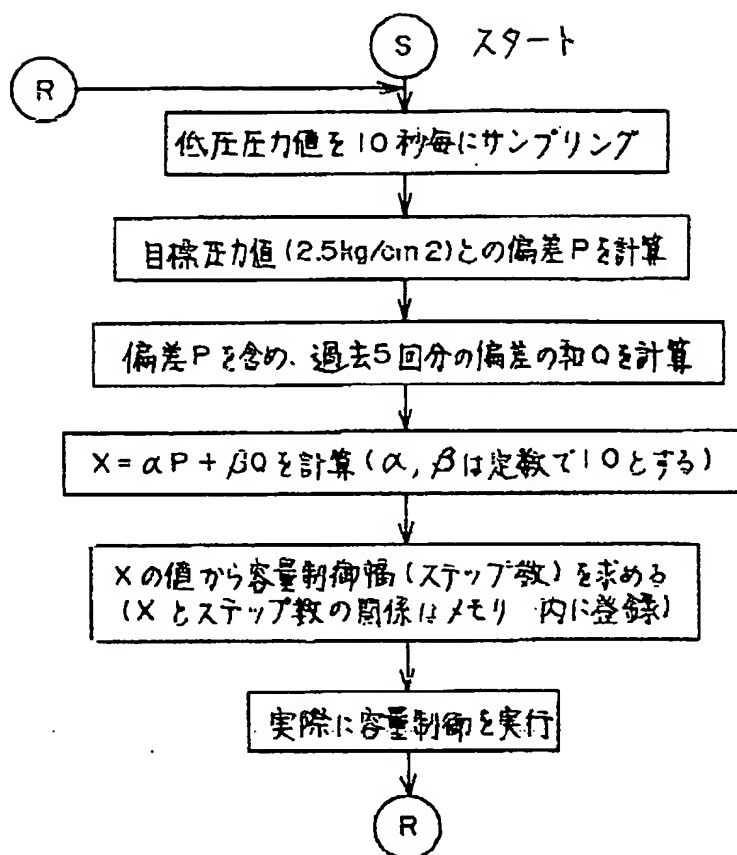 S スタート
R
低圧圧力値を10秒毎にサンプリング
目標圧力値(2.5kg/cm2)との偏差Pを計算
偏差Pを含め、過去5回分の偏差の和Qを計算
X=αP+βQを計算(α,βは定数で10とする)
Xの値から容量制御幅(ステップ数)を求める
(Xとステップ数の関係はメモリ 内に登録)
実際に容量制御を実行
R